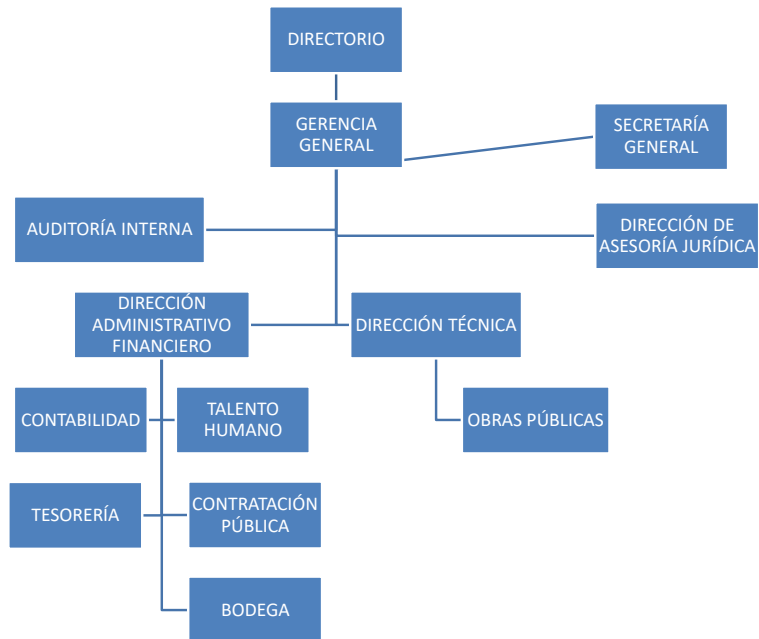 DIRECTORIO
GERENCIA
GENERAL
SECRETARÍA
GENERAL
AUDITORÍA INTERNA
DIRECCIÓN DE
ASESORÍA JURÍDICA
DIRECCIÓN
ADMINISTRATIVO
FINANCIERO
DIRECCIÓN TÉCNICA
CONTABILIDAD
TALENTO
HUMANO
OBRAS PÚBLICAS
TESORERÍA
CONTRATACIÓN
PÚBLICA
BODEGA